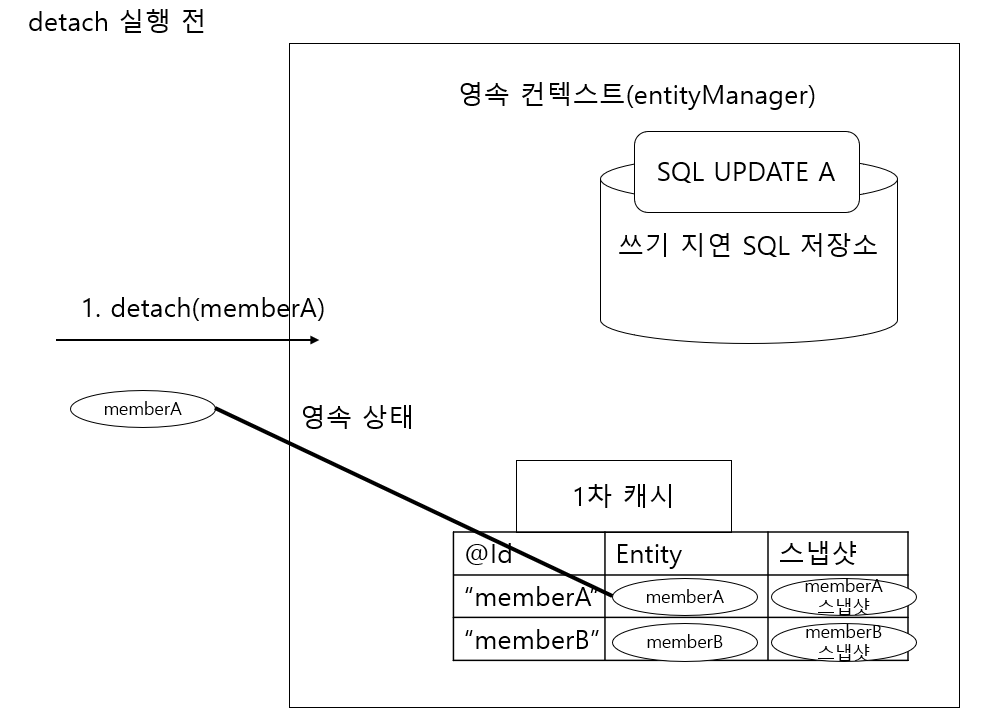 detach 실행 전
영속 컨텍스트(entityManager)
SQL UPDATE A
쓰기 지연 SQL 저장소
1. detach(memberA)
memberA
영속 상태
1차 캐시
@Id Entity 스냅샷
“memberA” memberA memberA
스냅샷
“memberB” memberB memberB
스냅샷